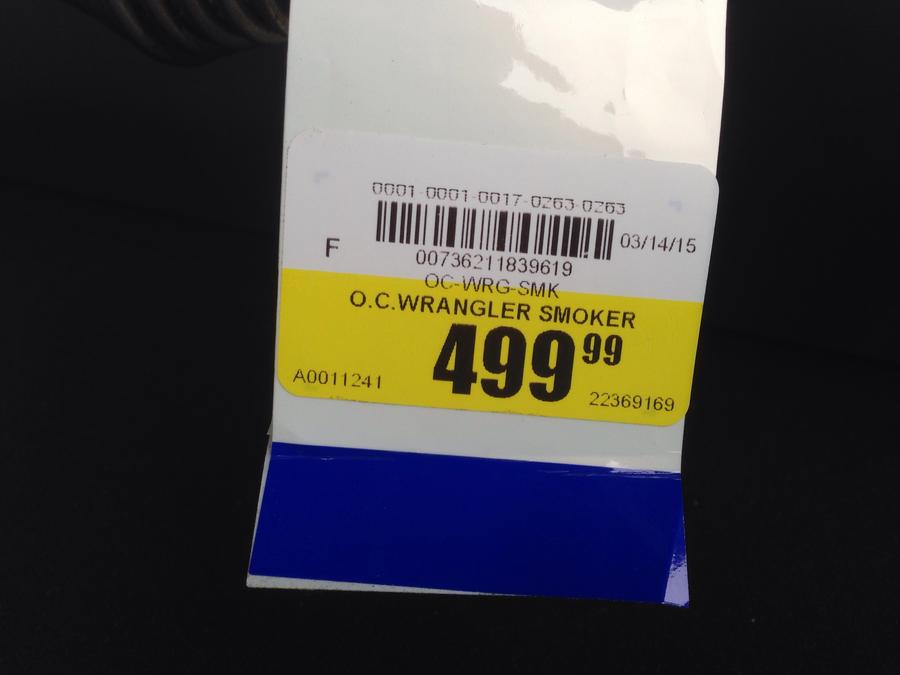 0001-0001-0017-0263-0263
03/14/15
F
00736211839619
OC-WRG-SMK
O.C.WRANGLER SMOKER
499 99
A0011241
22369169